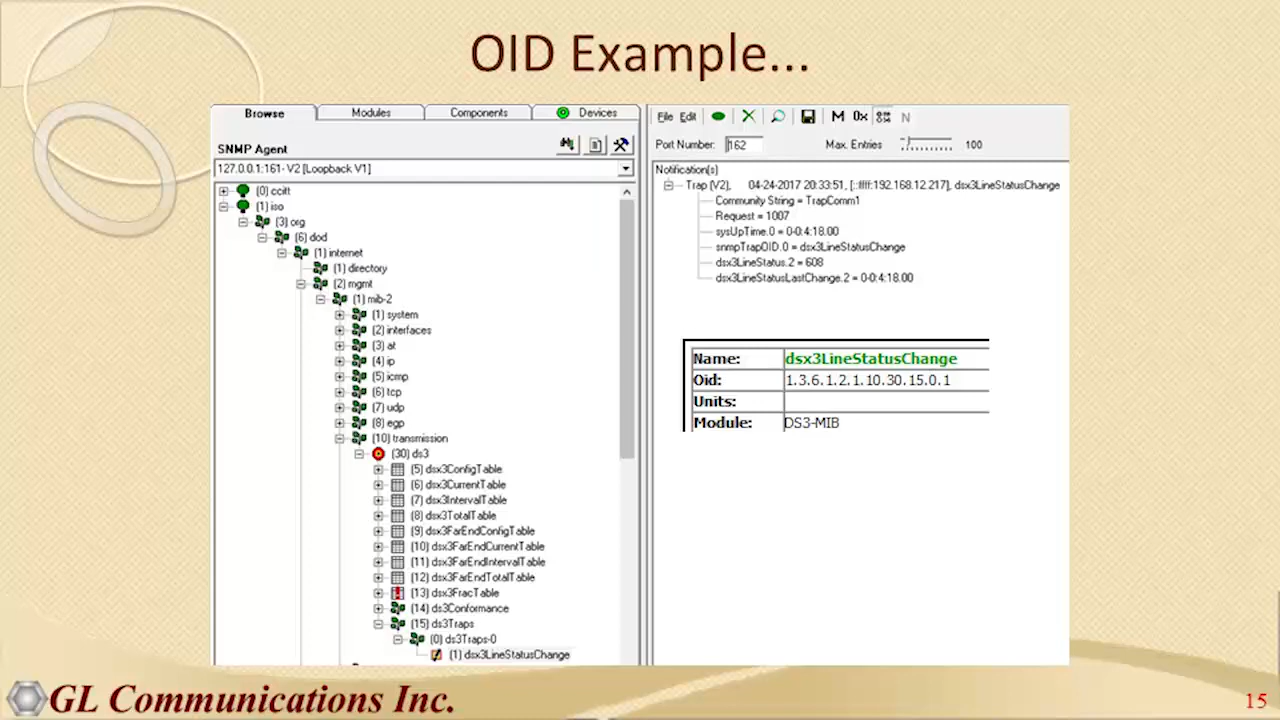 OID Example...
Browse
Modules
Components
Devices
SNMP Agent
127.0.0.1:161- V2 [Loopback V1]
(0) ccitt
(1) iso
(3) org
(6) dod
(1) internet
(1) directory
(2) mgmt
(1) mib-2
(1) system
(2) interfaces
(3) at
(4) ip
(5) icmp
(6) tcp
(7) udp
(8) egp
(10) transmission
(30) ds3
(5) dsx3ConfigTable
(6) dsx3CurrentTable
(7) dsx3IntervalTable
(8) dsx3TotalTable
(9) dsx3FarEndConfigTable
(10) dsx3FarEndCurrentTable
(11) dsx3FarEndIntervalTable
(12) dsx3FarEndTotalTable
(13) dsx3FracTable
(14) ds3Conformance
(15) ds3Traps
(0) ds3Traps-0
(1) dsx3LineStatusChange
File Edit M 0x N
Port Number: 162 Max. Entries 100
Notification(s)
Trap (V2), 04-24-2017 20:33:51, [::ffff:192.168.12.217], dsx3LineStatusChange
Community String = TrapComm1
Request = 1007
sysUpTime.0 = 0-0:4:18.00
snmpTrapOID.0 = dsx3LineStatusChange
dsx3LineStatus.2 = 608
dsx3LineStatusLastChange.2 = 0-0:4:18.00
Name: dsx3LineStatusChange
Oid: 1.3.6.1.2.1.10.30.15.0.1
Units:
Module: DS3-MIB
GL Communications Inc.
15